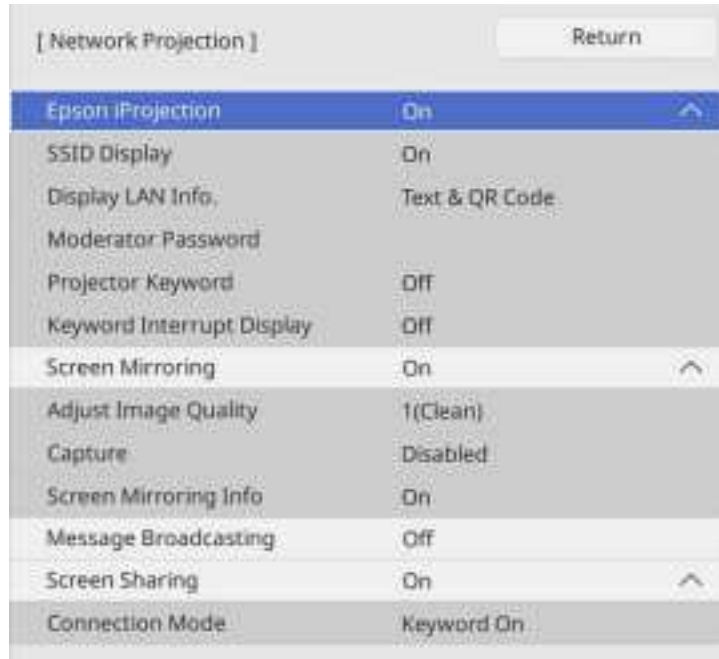 [ Network Projection ] Return
Epson iProjection On
SSID Display On
Display LAN Info. Text & QR Code
Moderator Password
Projector Keyword Off
Keyword Interrupt Display Off
Screen Mirroring On
Adjust Image Quality 1(Clean)
Capture Disabled
Screen Mirroring Info On
Message Broadcasting Off
Screen Sharing On
Connection Mode Keyword On